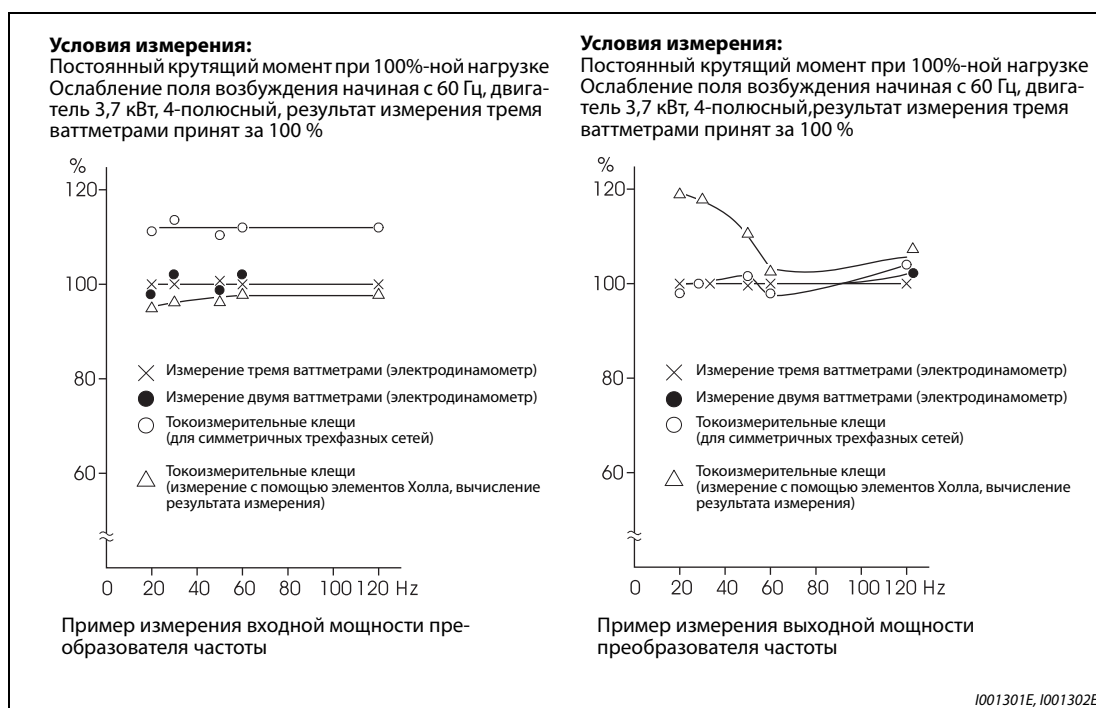 Условия измерения:
Постоянный крутящий момент при 100%-ной нагрузке
Ослабление поля возбуждения начиная с 60 Гц, двига-
тель 3,7 кВт, 4-полюсный, результат измерения тремя
ваттметрами принят за 100 %
%
120
100
80
60
Измерение тремя ваттметрами (электродинамометр)
Измерение двумя ваттметрами (электродинамометр)
Токоизмерительные клещи
(для симметричных трехфазных сетей)
Токоизмерительные клещи
(измерение с помощью элементов Холла, вычисление
результата измерения)
0 20 40 60 80 100 120 Hz
Пример измерения входной мощности пре-
образователя частоты
Условия измерения:
Постоянный крутящий момент при 100%-ной нагрузке
Ослабление поля возбуждения начиная с 60 Гц, двига-
тель 3,7 кВт, 4-полюсный,результат измерения тремя
ваттметрами принят за 100 %
%
120
100
80
60
Измерение тремя ваттметрами (электродинамометр)
Измерение двумя ваттметрами (электродинамометр)
Токоизмерительные клещи
(для симметричных трехфазных сетей)
Токоизмерительные клещи
(измерение с помощью элементов Холла, вычисление
результата измерения)
0 20 40 60 80 100 120 Hz
Пример измерения выходной мощности
преобразователя частоты
I001301E, I001302E